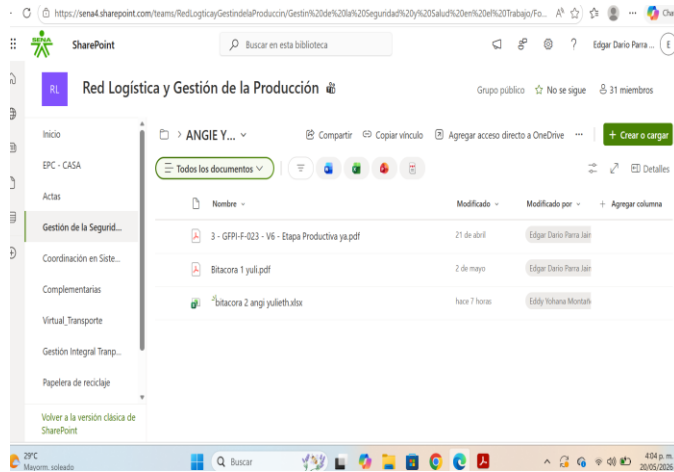 https://sena4.sharepoint.com/teams/RedLogticayGestindelaProduccin/Gestin%20de%20la%20Seguridad%20y%20Salud%20en%20el%20Trabajo/Fo...
SENA
SharePoint
Buscar en esta biblioteca
Edgar Dario Parra ...
E
RL
Red Logística y Gestión de la Producción
Grupo público
No se sigue
31 miembros
Inicio
EPC - CASA
Actas
Gestión de la Segurid...
Coordinación en Siste...
Complementarias
Virtual_Transporte
Gestión Integral Tranp...
Papelera de reciclaje
Volver a la versión clásica de
SharePoint
> ANGIE Y...
Compartir
Copiar vínculo
Agregar acceso directo a OneDrive
...
+ Crear o cargar
Todos los documentos
Detalles
Nombre
Modificado
Modificado por
+ Agregar columna
3 - GFPI-F-023 - V6 - Etapa Productiva ya.pdf
21 de abril
Edgar Dario Parra Jain
Bitacora 1 yuli.pdf
2 de mayo
Edgar Dario Parra Jain
bitacora 2 angi yulieth.xlsx
hace 7 horas
Eddy Yohana Montañ
29°C
Mayorm. soleado
Buscar
4:04 p. m.
20/05/2026